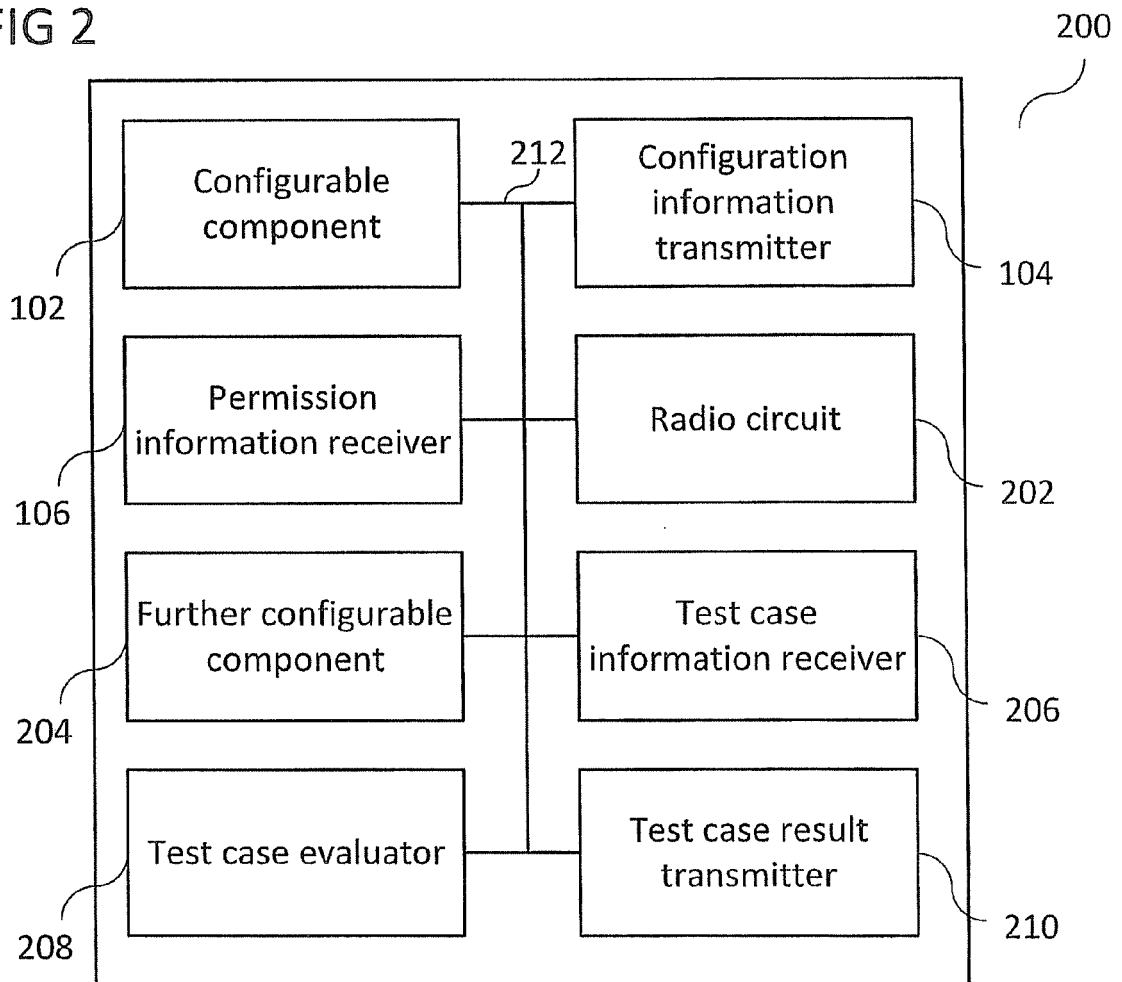 FIG 2
200
Configurable
component
212
Configuration
information
transmitter
102
104
Permission
information receiver
Radio circuit
106
202
Further configurable
component
Test case
information receiver
204
206
Test case evaluator
Test case result
transmitter
208
210